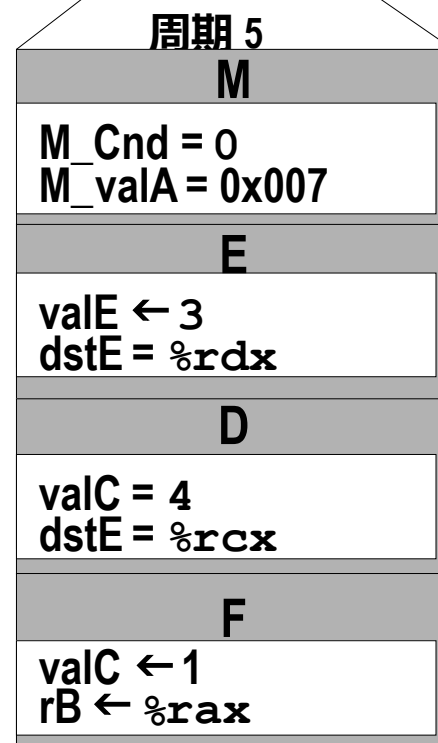 周期 5
M
M_Cnd = 0
M_valA = 0x007
E
valE ← 3
dstE = %rdx
D
valC = 4
dstE = %rcx
F
valC ← 1
rB ← %rax